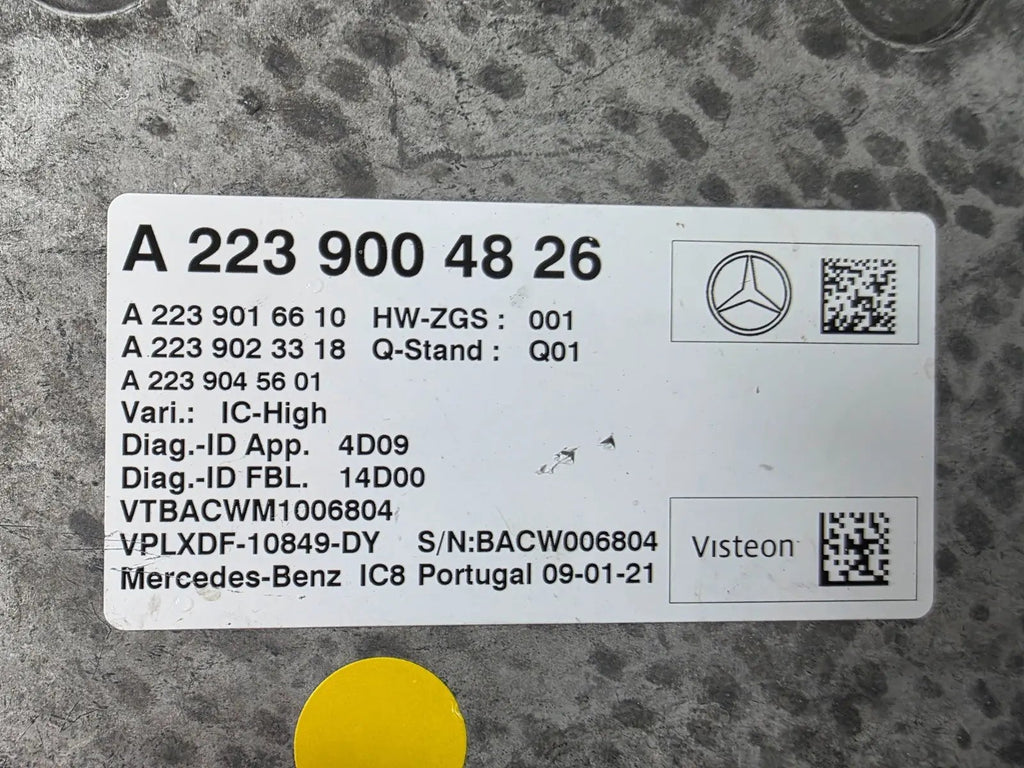 A 223 900 48 26
A 223 901 66 10 HW-ZGS : 001
A 223 902 33 18 Q-Stand : Q01
A 223 904 56 01
Vari.: IC-High
Diag.-ID App. 4D09
Diag.-ID FBL. 14D00
VTBACWM1006804
VPLXDF-10849-DY S/N:BACW006804
Mercedes-Benz IC8 Portugal 09-01-21
Visteon